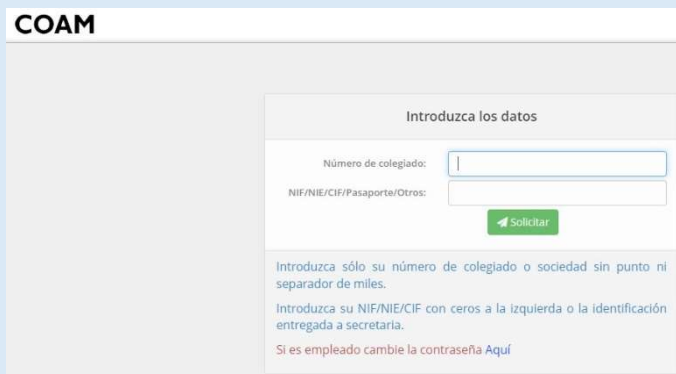 COAM
Introduzca los datos
Número de colegiado:
NIF/NIE/CIF/Pasaporte/Otros:
Solicitar
Introduzca sólo su número de colegiado o sociedad sin punto ni
separador de miles.
Introduzca su NIF/NIE/CIF con ceros a la izquierda o la identificación
entregada a secretaria.
Si es empleado cambie la contraseña Aquí